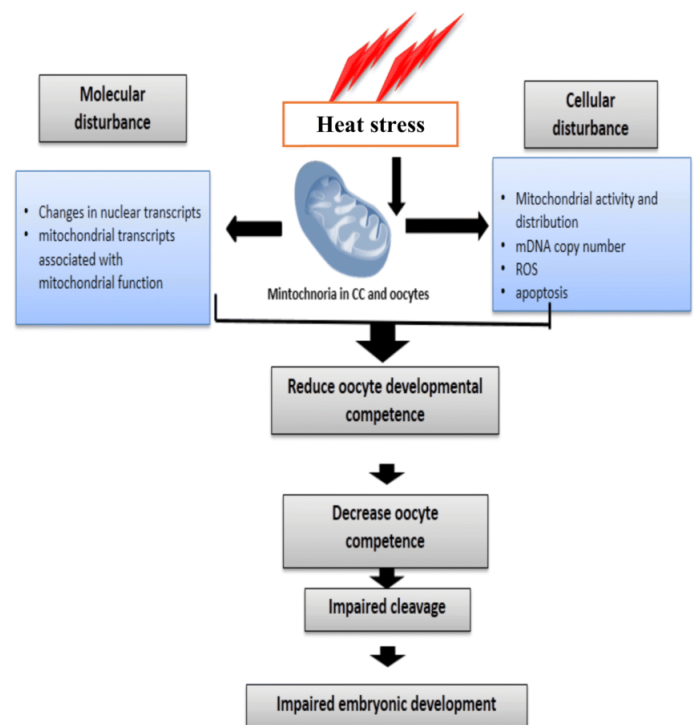 Molecular
disturbance
Heat stress
Cellular
disturbance
• Changes in nuclear transcripts
• mitochondrial transcripts
associated with
mitochondrial function
• Mitochondrial activity and
distribution
• mDNA copy number
• ROS
• apoptosis
Mintochnoria in CC and oocytes
Reduce oocyte developmental
competence
Decrease oocyte
competence
Impaired cleavage
Impaired embryonic development